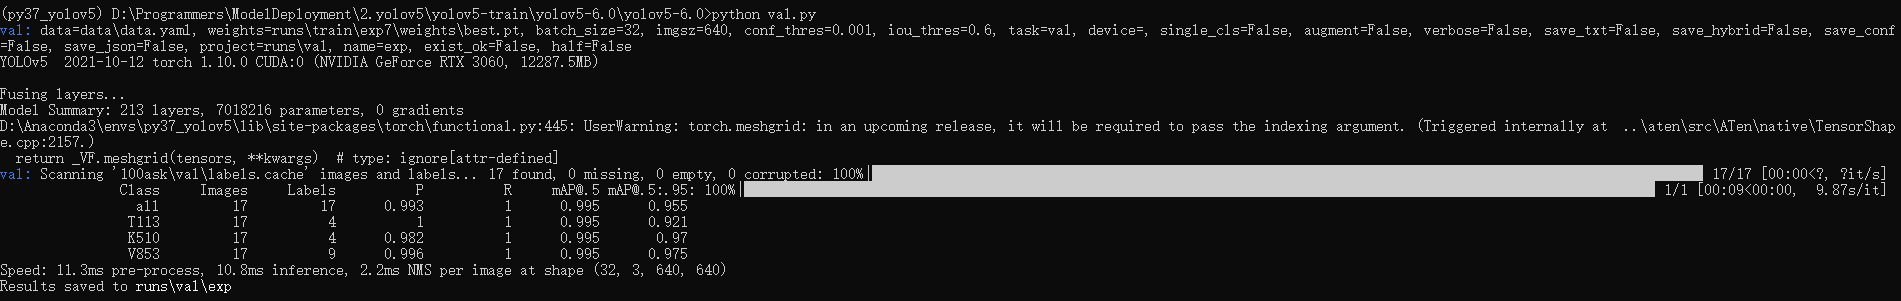 (py37_yolov5) D:\Programmers\ModelDeployment\2.yolov5\yolov5-train\yolov5-6.0\yolov5-6.0>python val.py
val: data=data\data.yaml, weights=runs\train\exp7\weights\best.pt, batch_size=32, imgsz=640, conf_thres=0.001, iou_thres=0.6, task=val, device=, single_cls=False, augment=False, verbose=False, save_txt=False, save_hybrid=False, save_conf
=False, save_json=False, project=runs\val, name=exp, exist_ok=False, half=False
YOLOv5  2021-10-12 torch 1.10.0 CUDA:0 (NVIDIA GeForce RTX 3060, 12287.5MB)
Fusing layers...
Model Summary: 213 layers, 7018216 parameters, 0 gradients
D:\Anaconda3\envs\py37_yolov5\lib\site-packages\torch\functional.py:445: UserWarning: torch.meshgrid: in an upcoming release, it will be required to pass the indexing argument. (Triggered internally at  ..\aten\src\ATen\native\TensorShap
e.cpp:2157.)
  return _VF.meshgrid(tensors, **kwargs)  # type: ignore[attr-defined]
val: Scanning '100ask\val\labels.cache' images and labels... 17 found, 0 missing, 0 empty, 0 corrupted: 100%| 17/17 [00:00<?, ?it/s]
Class Images Labels P R mAP@.5 mAP@.5:.95: 100%| 1/1 [00:09<00:00,  9.87s/it]
all 17 17 0.993 1 0.995 0.955
T113 17 4 1 1 0.995 0.921
K510 17 4 0.982 1 0.995 0.97
V853 17 9 0.996 1 0.995 0.975
Speed: 11.3ms pre-process, 10.8ms inference, 2.2ms NMS per image at shape (32, 3, 640, 640)
Results saved to runs\val\exp